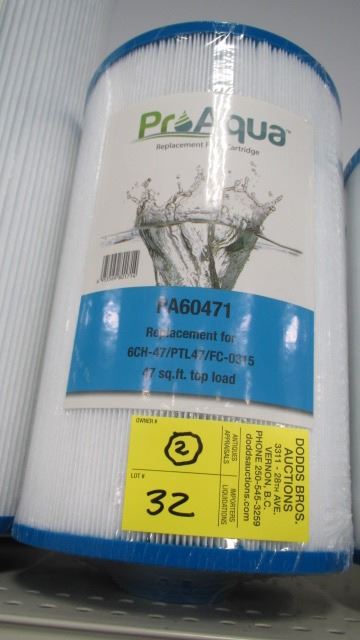 ProAqua™
Replacement Filter Cartridge
PA60471
Replacement for
6CH-47/PTL47/FC-0315
47 sq.ft. top load
OWNER #
2
LOT #
32
ANTIQUES
APPRAISALS
IMPORTERS
LIQUIDATIONS
DODDS BROS.
AUCTIONS
3311 - 28TH AVE.
VERNON, B.C.
PHONE 250-545-3259
doddsauctions.com